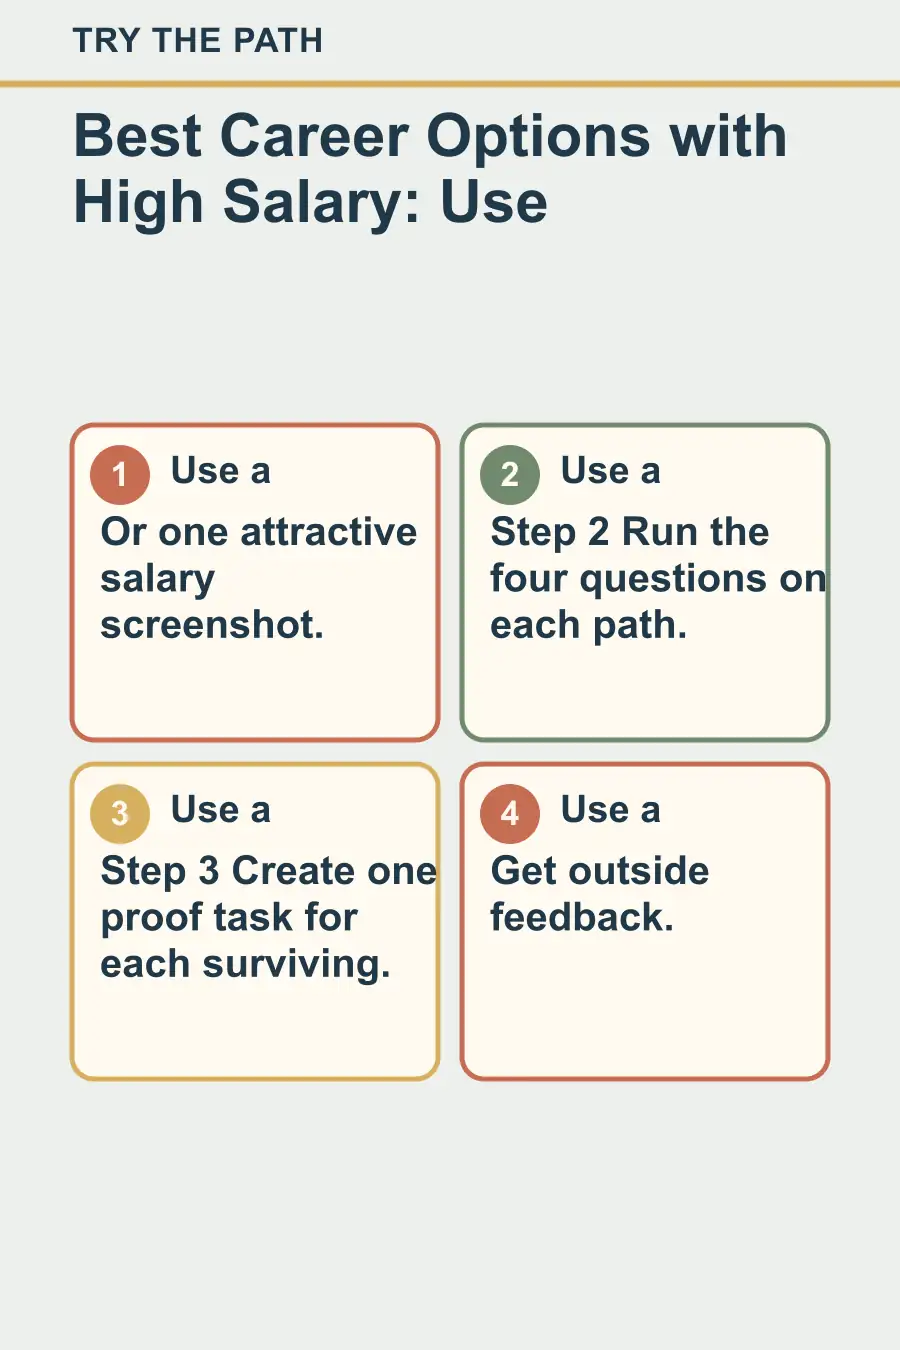 TRY THE PATH
Best Career Options with
High Salary: Use
1 Use a
Or one attractive
salary
screenshot.
2 Use a
Step 2 Run the
four questions on
each path.
3 Use a
Step 3 Create one
proof task for
each surviving.
4 Use a
Get outside
feedback.